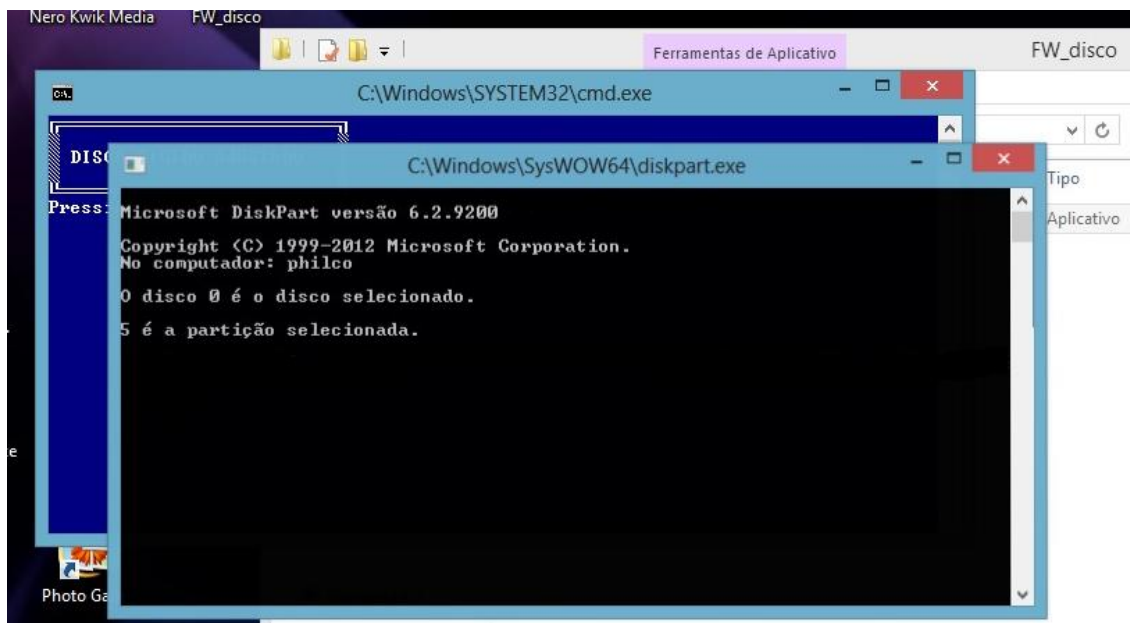 Nero Kwik Media
FW_disco
Ferramentas de Aplicativo
FW_disco
C:\Windows\SYSTEM32\cmd.exe
C:\Windows\SysWOW64\diskpart.exe
Tipo
Aplicativo
Microsoft DiskPart versão 6.2.9200
Copyright (C) 1999-2012 Microsoft Corporation.
No computador: philco
O disco 0 é o disco selecionado.
5 é a partição selecionada.
Photo Ga